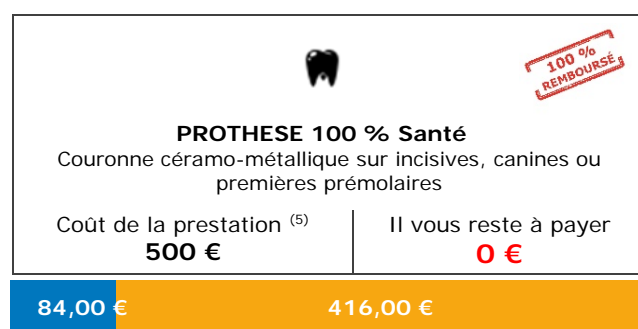 100 %
REMBOURSÉ
PROTHESE 100 % Santé
Couronne céramo-métallique sur incisives, canines ou
premières prémolaires
Coût de la prestation (5)
500 €
Il vous reste à payer
0 €
84,00 €
416,00 €